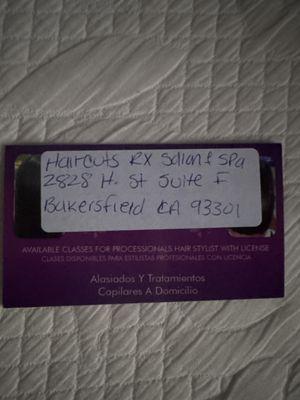 Haircuts RX Salon & Spa
2828 H. St Suite F
Bakersfield CA 93301
AVAILABLE CLASSES FOR PROCESSIONALS HAIR STYLIST WITH LICENSE
CLASES DISPONIBLES PARA ESTILISTAS PROFESIONALES CON LICENCIA
Alasiados Y Tratamientos
Capilares A Domicilio